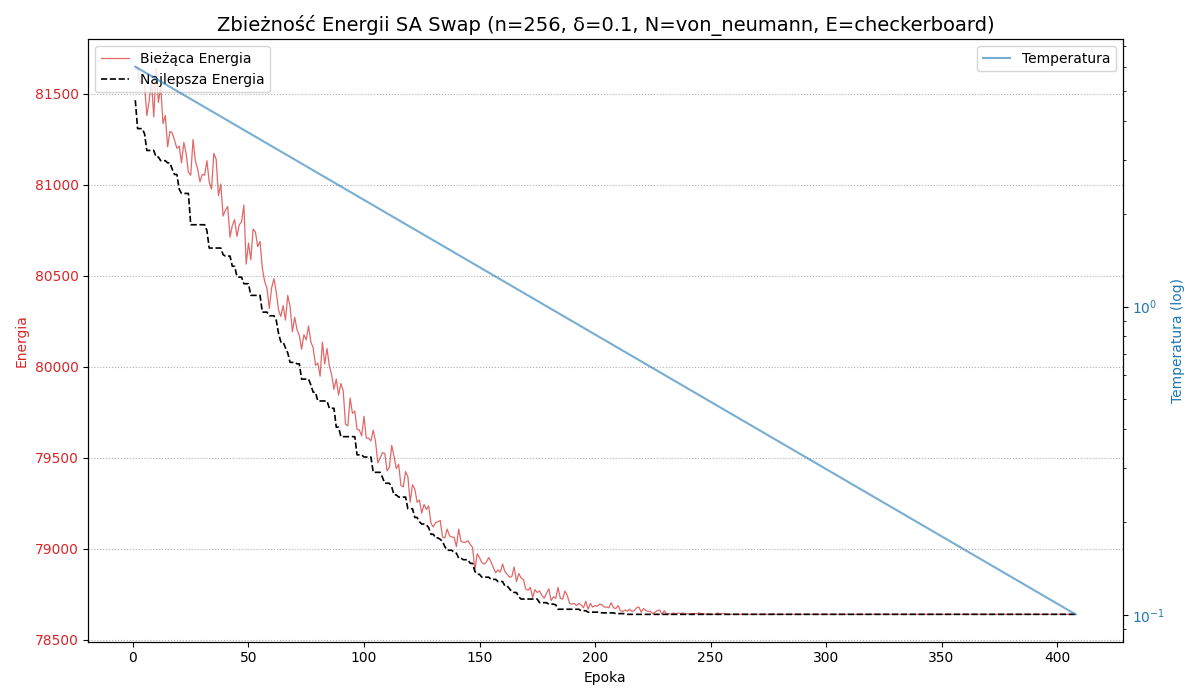 Zbieżność Energii SA Swap (n=256, δ=0.1, N=von_neumann, E=checkerboard)
Bieżąca Energia
Najlepsza Energia
Temperatura
81500
81000
80500
80000
79500
79000
78500
Energia
10⁰
10⁻¹
Temperatura (log)
0
50
100
150
200
250
300
350
400
Epoka